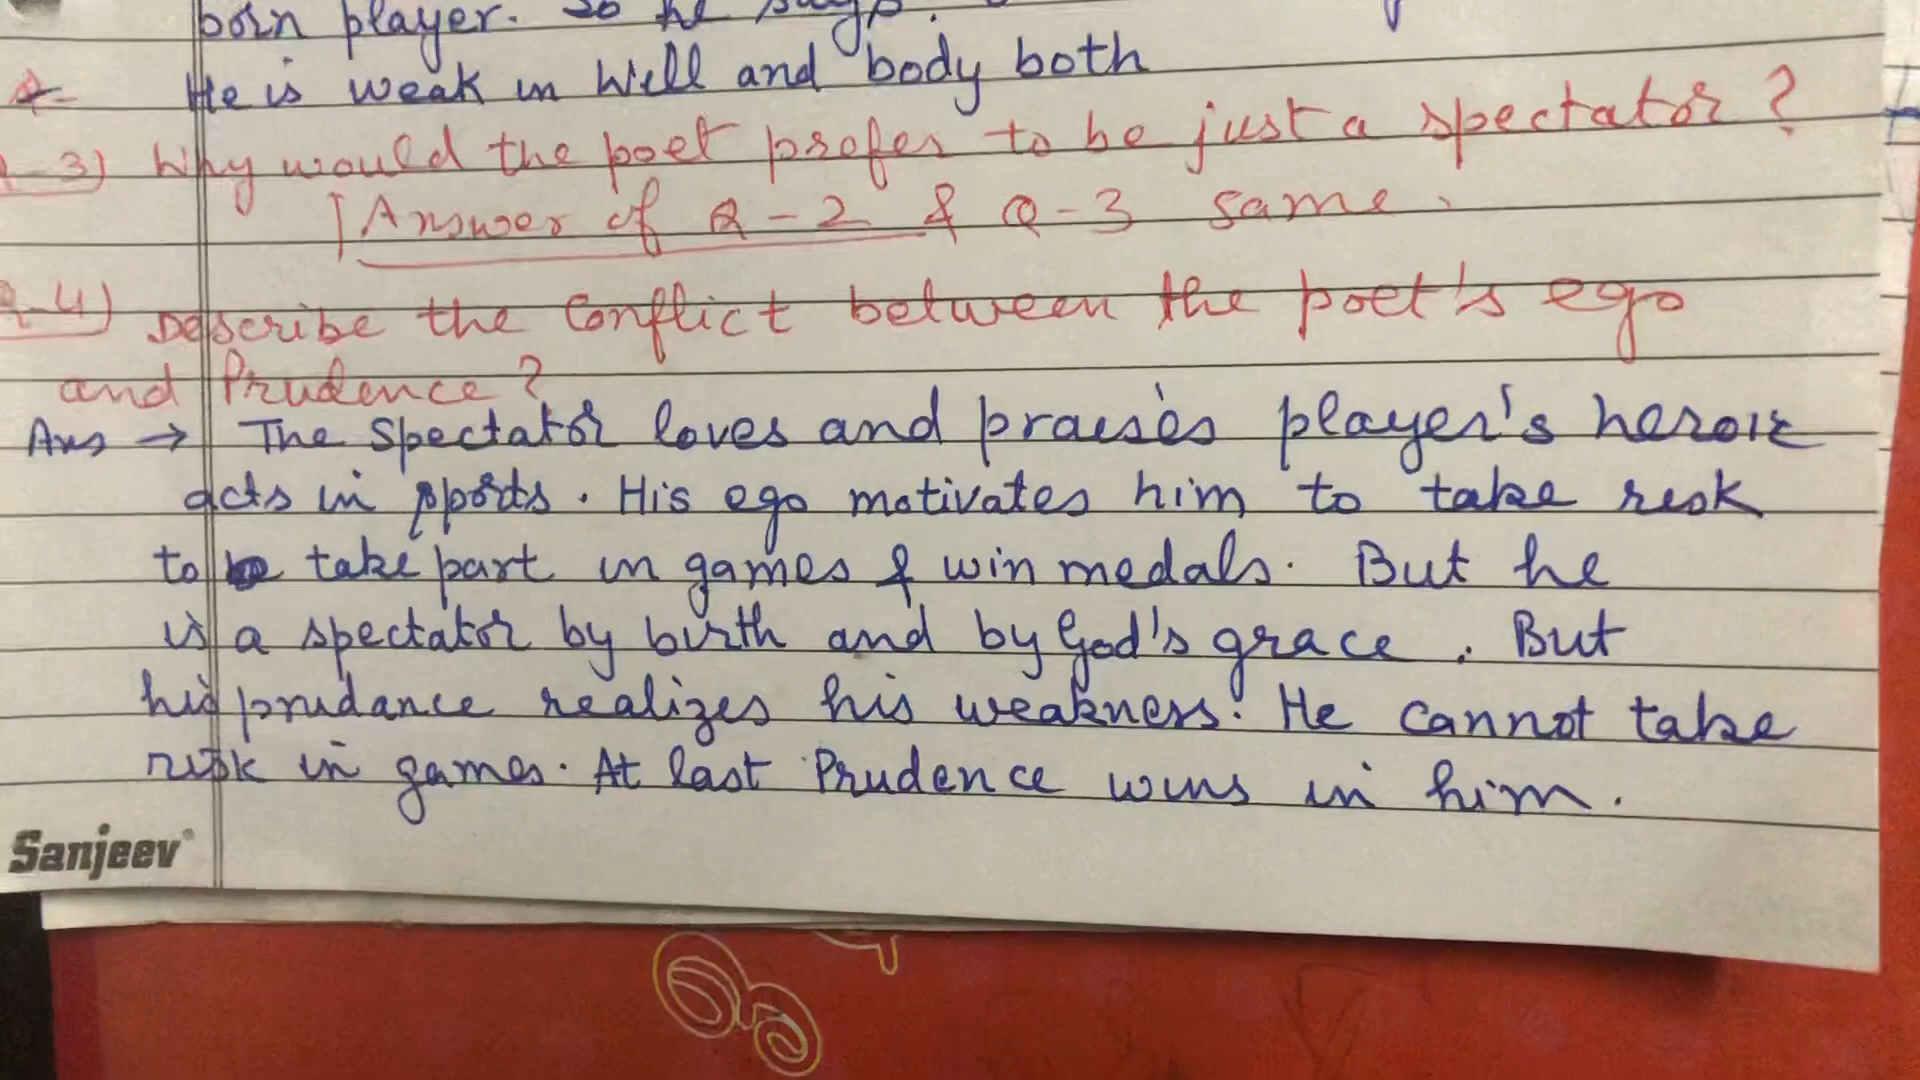 born player. So he says.
He is weak in Will and body both
3) Why would the poet prefer to be just a spectator ?
Answer of Q-2 & Q-3 same.
4) Describe the Conflict between the poet's ego
and Prudence ?
Ans → The Spectator loves and praises player's heroic
acts in sports. His ego motivates him to take risk
to take part in games & win medals. But he
is a spectator by birth and by God's grace. But
his prudance realizes his weakness. He cannot take
risk in games. At last Prudence wins in him.
Sanjeev